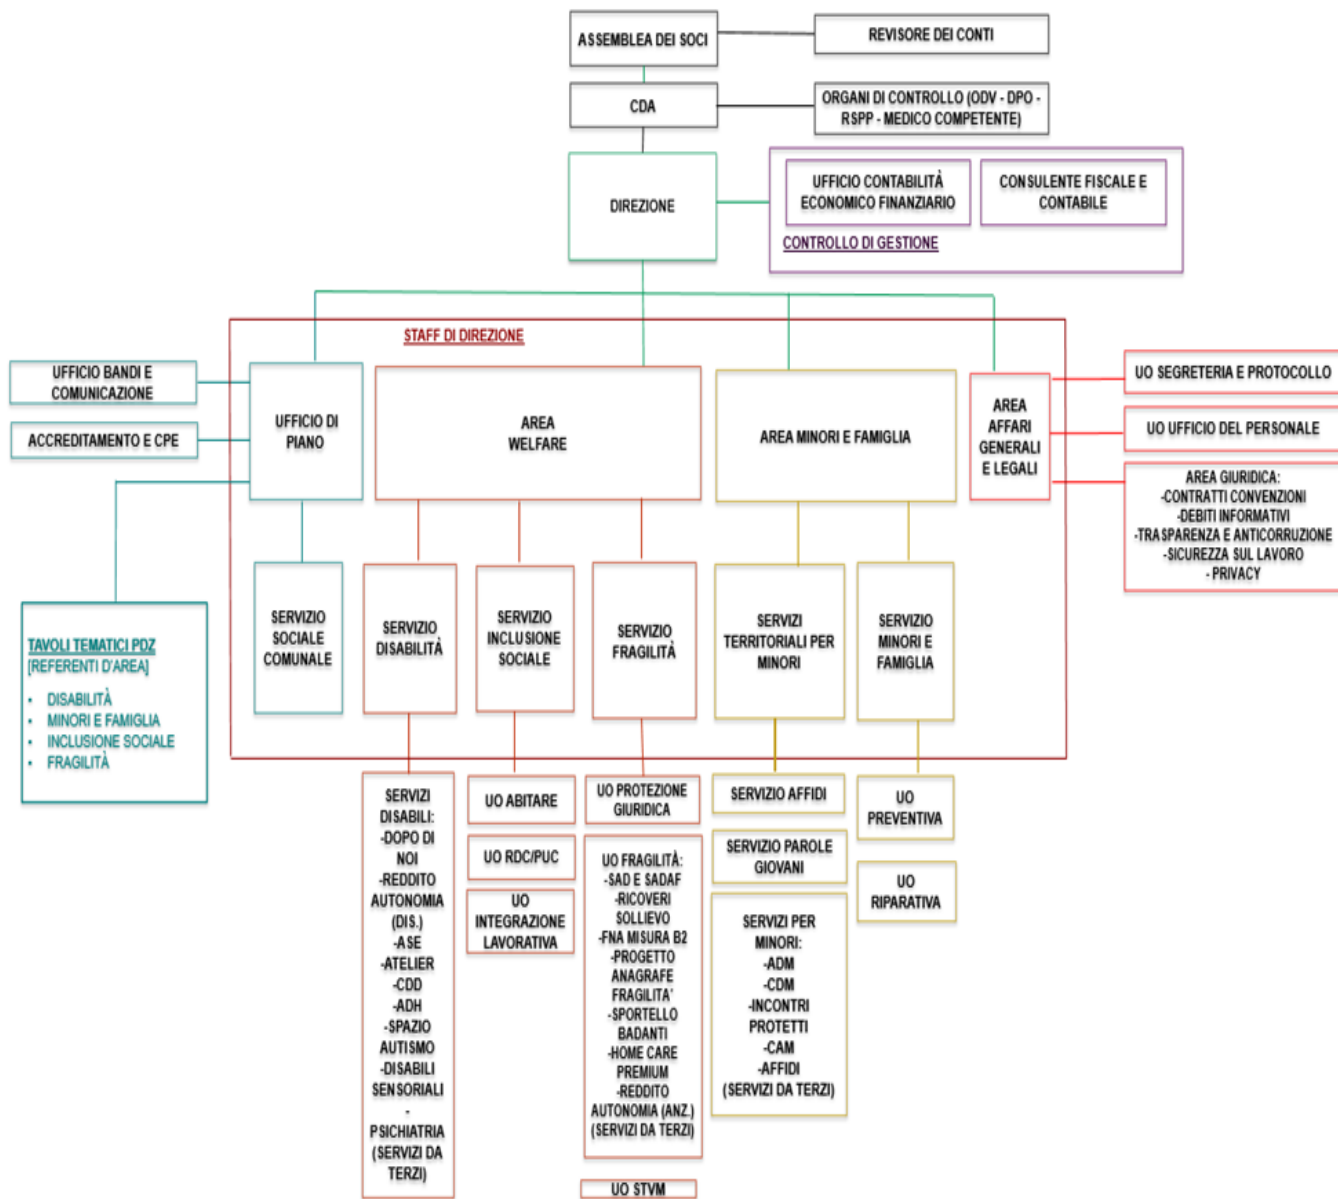 ASSEMBLEA DEI SOCI
REVISORE DEI CONTI
CDA
ORGANI DI CONTROLLO (ODV - DPO -
RSPP - MEDICO COMPETENTE)
DIREZIONE
UFFICIO CONTABILITÀ
ECONOMICO FINANZIARIO
CONSULENTE FISCALE E
CONTABILE
CONTROLLO DI GESTIONE
STAFF DI DIREZIONE
UFFICIO BANDI E
COMUNICAZIONE
ACCREDITAMENTO E CPE
UFFICIO DI
PIANO
AREA
WELFARE
AREA MINORI E FAMIGLIA
AREA
AFFARI
GENERALI
E LEGALI
UO SEGRETERIA E PROTOCOLLO
UO UFFICIO DEL PERSONALE
AREA GIURIDICA:
-CONTRATTI CONVENZIONI
-DEBITI INFORMATIVI
-TRASPARENZA E ANTICORRUZIONE
-SICUREZZA SUL LAVORO
- PRIVACY
TAVOLI TEMATICI PDZ
[REFERENTI D'AREA]
• DISABILITÀ
• MINORI E FAMIGLIA
• INCLUSIONE SOCIALE
• FRAGILITÀ
SERVIZIO
SOCIALE
COMUNALE
SERVIZIO
DISABILITÀ
SERVIZIO
INCLUSIONE
SOCIALE
SERVIZIO
FRAGILITÀ
SERVIZI
TERRITORIALI PER
MINORI
SERVIZIO
MINORI E
FAMIGLIA
SERVIZI
DISABILI:
-DOPO DI
NOI
-REDDITO
AUTONOMIA
(DIS.)
-ASE
-ATELIER
-CDD
-ADH
-SPAZIO
AUTISMO
-DISABILI
SENSORIALI
-
PSICHIATRIA
(SERVIZI DA
TERZI)
UO ABITARE
UO RDC/PUC
UO
INTEGRAZIONE
LAVORATIVA
UO PROTEZIONE
GIURIDICA
UO FRAGILITÀ:
-SAD E SADAF
-RICOVERI
SOLLIEVO
-FNA MISURA B2
-PROGETTO
ANAGRAFE
FRAGILITA'
-SPORTELLO
BADANTI
-HOME CARE
PREMIUM
-REDDITO
AUTONOMIA (ANZ.)
(SERVIZI DA TERZI)
UO STVM
SERVIZIO AFFIDI
SERVIZIO PAROLE
GIOVANI
SERVIZI PER
MINORI:
-ADM
-CDM
-INCONTRI
PROTETTI
-CAM
-AFFIDI
(SERVIZI DA TERZI)
UO
PREVENTIVA
UO
RIPARATIVA